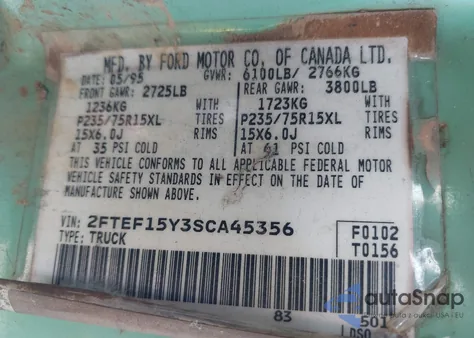 MFD. BY FORD MOTOR CO. OF CANADA LTD.
DATE: 05/95 GVWR: 6100LB/ 2766KG
FRONT GAWR: 2725LB REAR GAWR: 3800LB
1236KG WITH 1723KG WITH
P235/75R15XL TIRES P235/75R15XL TIRES
15X6.0J RIMS 15X6.0J RIMS
AT 35 PSI COLD AT 41 PSI COLD
THIS VEHICLE CONFORMS TO ALL APPLICABLE FEDERAL MOTOR
VEHICLE SAFETY STANDARDS IN EFFECT ON THE DATE OF
MANUFACTURE SHOWN ABOVE.
VIN: 2FTEF15Y3SCA45356 F0102
TYPE: TRUCK T0156
83 501
autoSnap